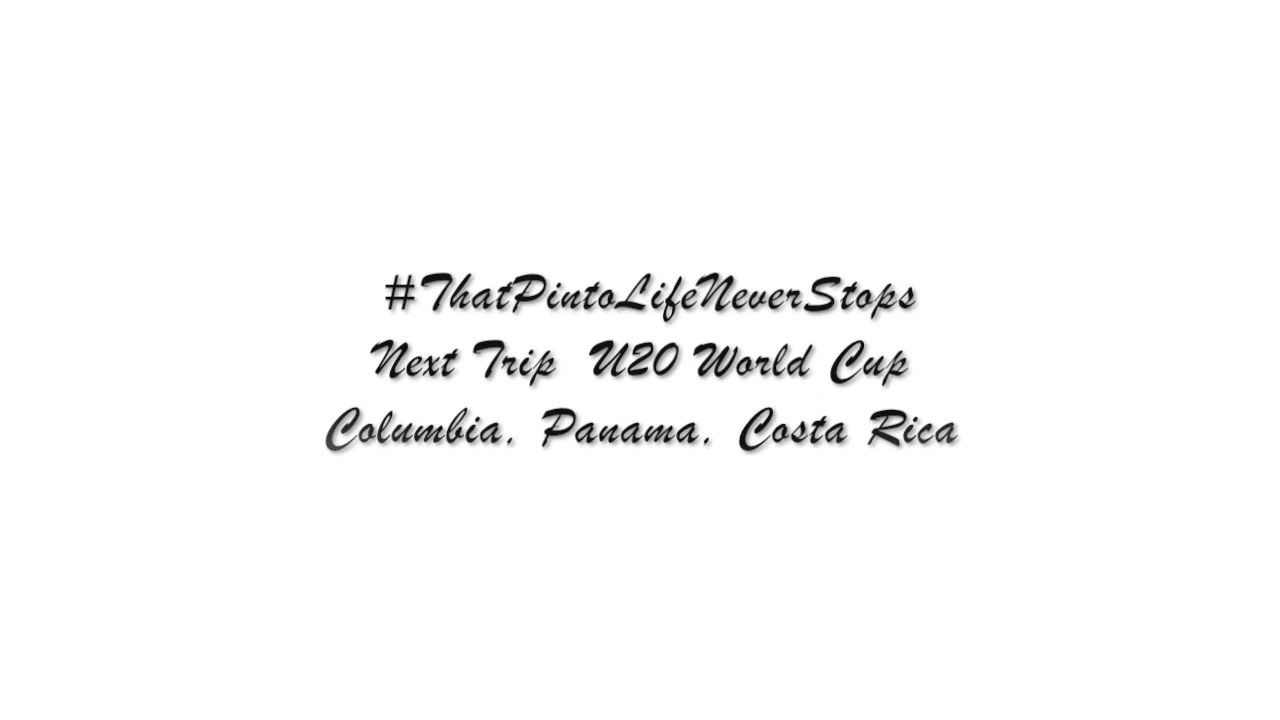 #ThatPintoLifeNeverStops
Next Trip U20 World Cup
Columbia, Panama, Costa Rica